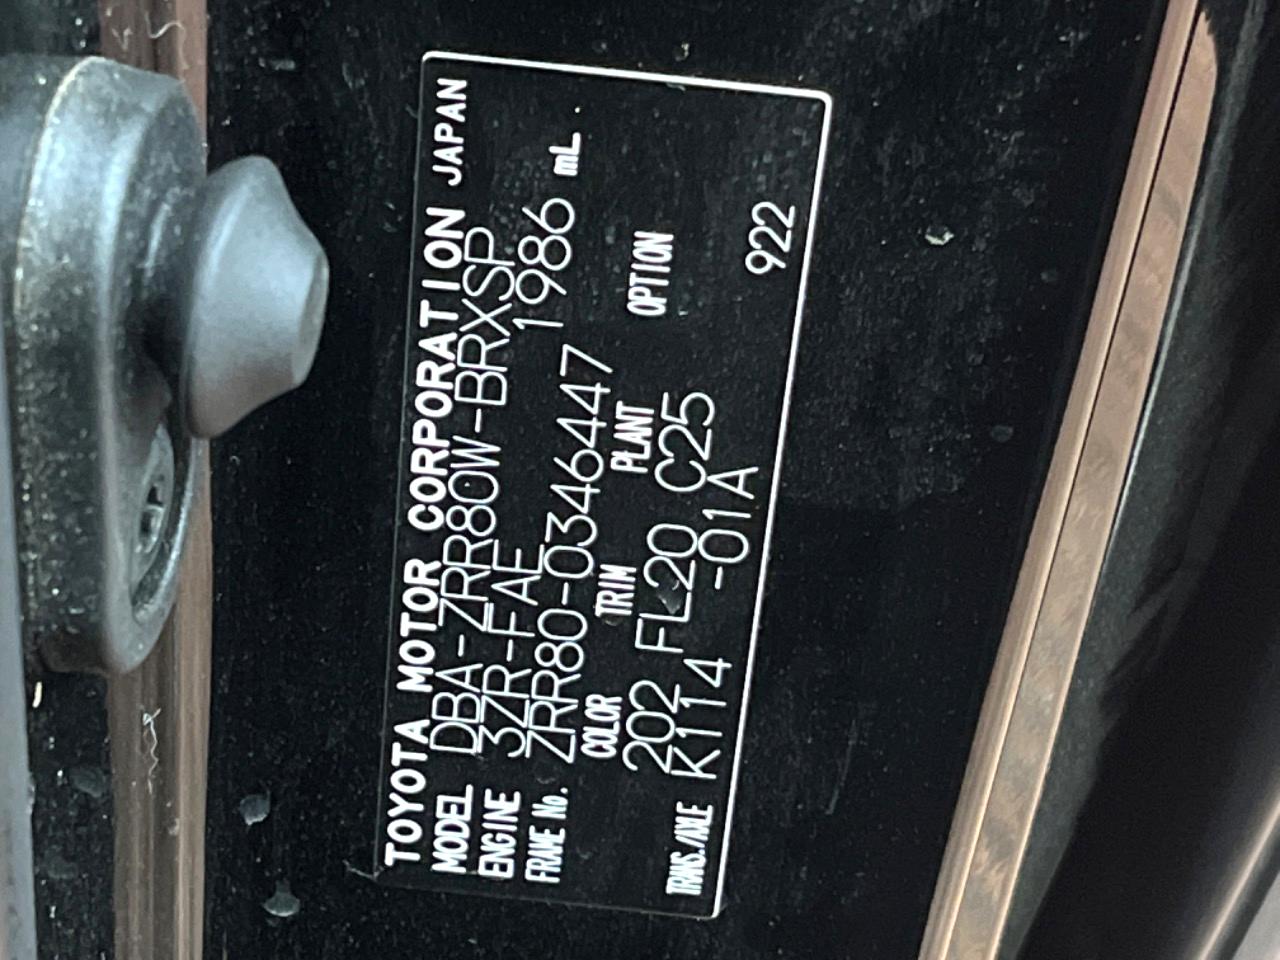 TOYOTA MOTOR CORPORATION JAPAN
MODEL DBA-ZRR80W-BRXSP
ENGINE 3ZR-FAE 1986 mL
FRAME No. ZRR80-0346447
COLOR TRIM PLANT OPTION
202 FL20 C25
TRANS./AXLE K114 -01A 922